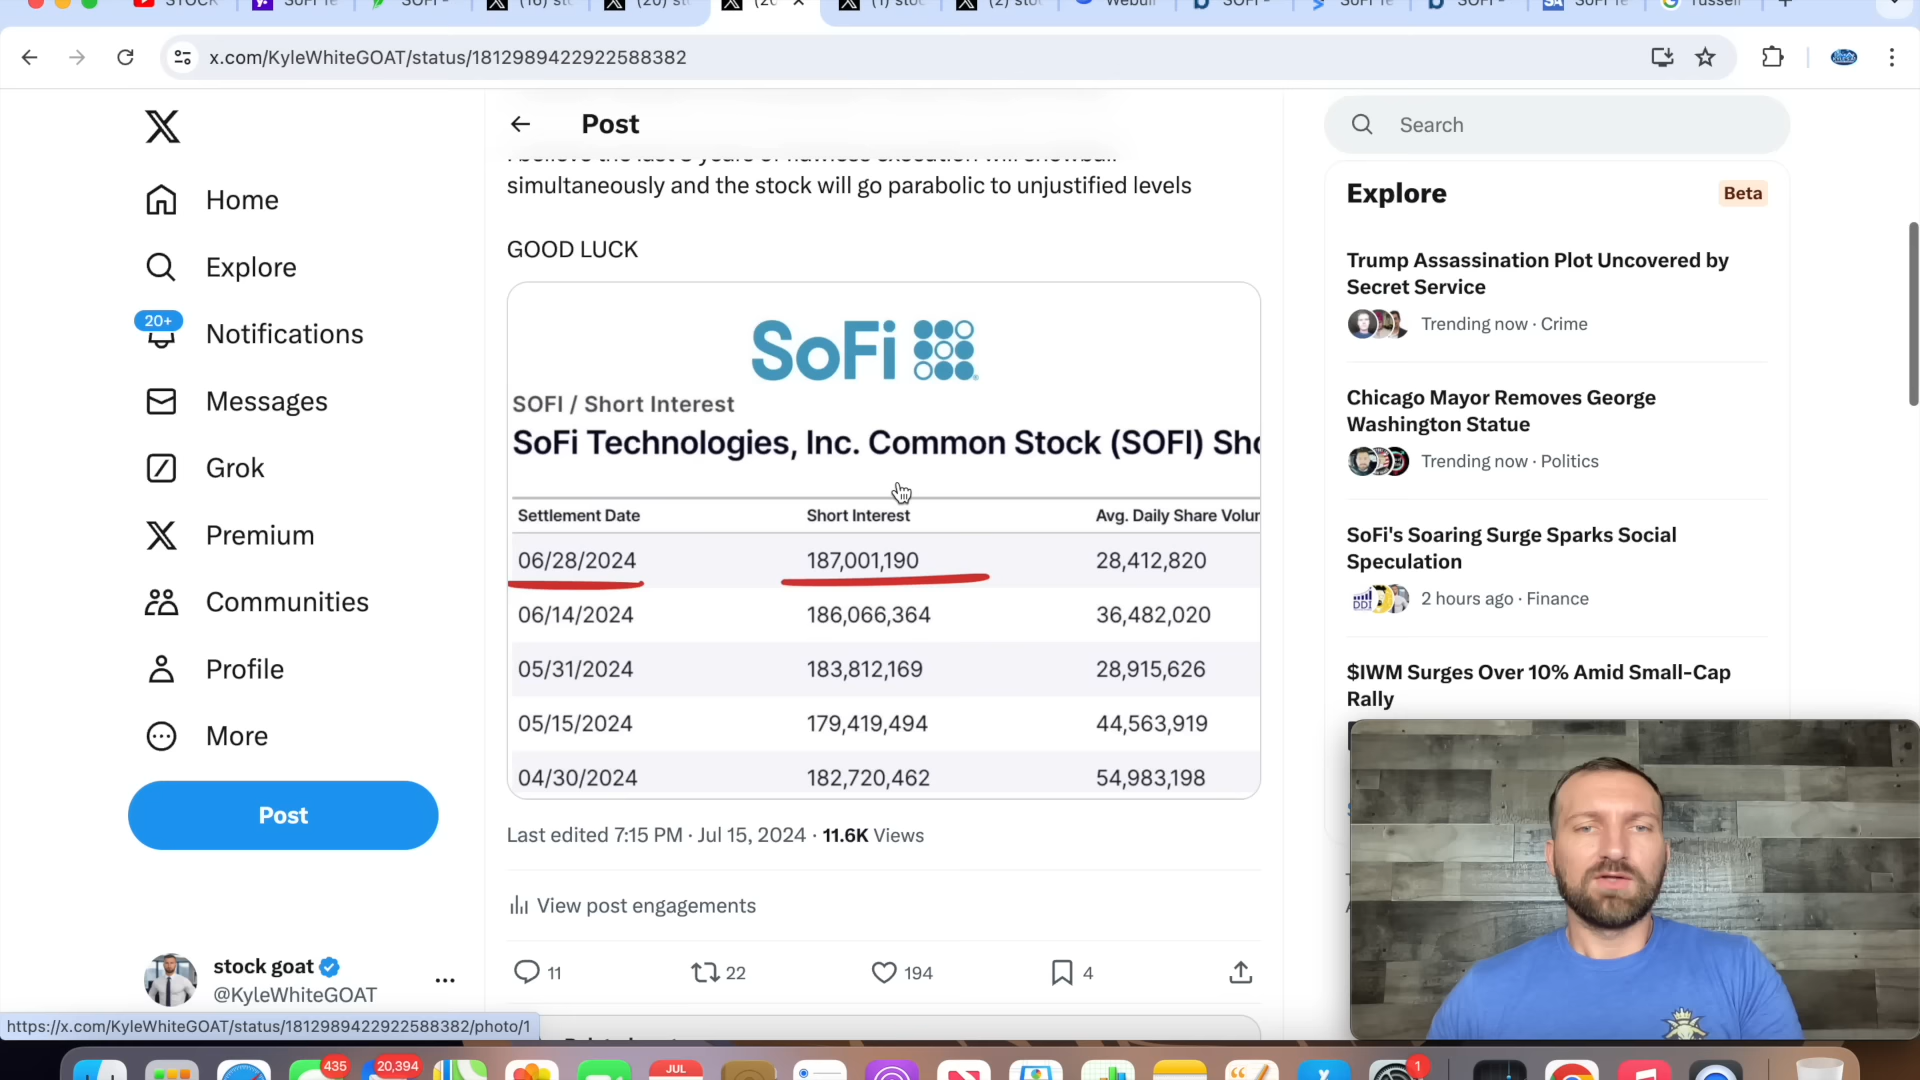 STOCK
x.com/KyleWhiteGOAT/status/1812989422922588382
Post
Search
simultaneously and the stock will go parabolic to unjustified levels
GOOD LUCK
SoFi
SOFI / Short Interest
SoFi Technologies, Inc. Common Stock (SOFI) Sho
Settlement Date Short Interest Avg. Daily Share Volum
06/28/2024 187,001,190 28,412,820
06/14/2024 186,066,364 36,482,020
05/31/2024 183,812,169 28,915,626
05/15/2024 179,419,494 44,563,919
04/30/2024 182,720,462 54,983,198
Last edited 7:15 PM · Jul 15, 2024 · 11.6K Views
View post engagements
11 22 194 4
Home
Explore
20+
Notifications
Messages
Grok
Premium
Communities
Profile
More
Post
stock goat
@KyleWhiteGOAT
Explore Beta
Trump Assassination Plot Uncovered by
Secret Service
Trending now · Crime
Chicago Mayor Removes George
Washington Statue
Trending now · Politics
SoFi's Soaring Surge Sparks Social
Speculation
DDI
2 hours ago · Finance
$IWM Surges Over 10% Amid Small-Cap
Rally
https://x.com/KyleWhiteGOAT/status/1812989422922588382/photo/1
435
20,394
JUL
1